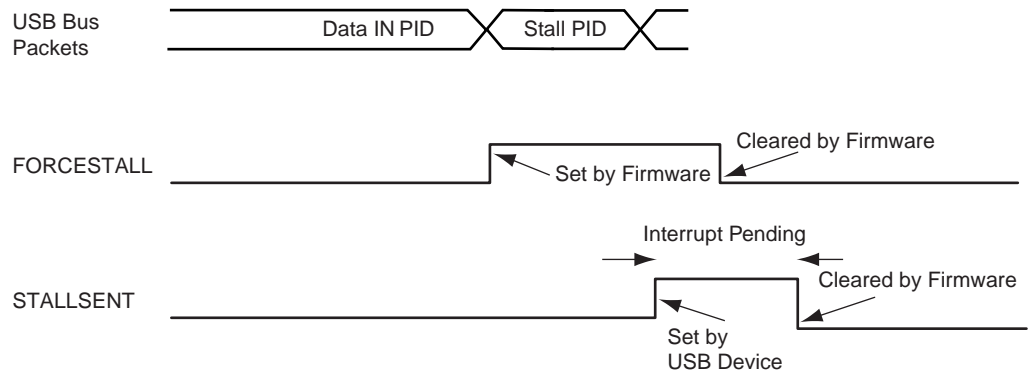 USB Bus
Packets
Data IN PID
Stall PID
FORCESTALL
Set by Firmware
Cleared by Firmware
Interrupt Pending
STALLSENT
Set by
USB Device
Cleared by Firmware